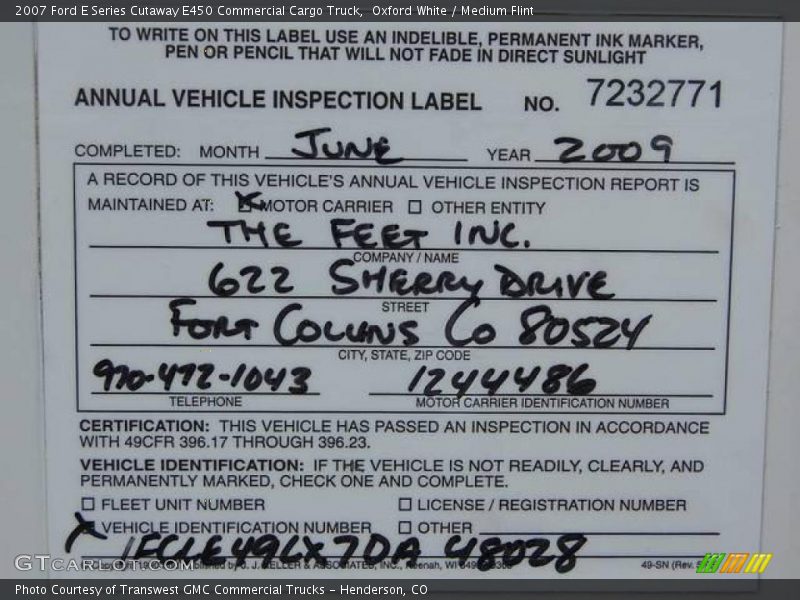 2007 Ford E Series Cutaway E450 Commercial Cargo Truck,  Oxford White / Medium Flint
TO WRITE ON THIS LABEL USE AN INDELIBLE, PERMANENT INK MARKER,
PEN OR PENCIL THAT WILL NOT FADE IN DIRECT SUNLIGHT
ANNUAL VEHICLE INSPECTION LABEL NO. 7232771
COMPLETED: MONTH JUNE YEAR 2009
A RECORD OF THIS VEHICLE'S ANNUAL VEHICLE INSPECTION REPORT IS
MAINTAINED AT: ☒ MOTOR CARRIER ☐ OTHER ENTITY
THE FEET INC.
COMPANY / NAME
622 SHERRY DRIVE
STREET
FORT COLLINS CO 80524
CITY, STATE, ZIP CODE
970-472-1043 1244486
TELEPHONE MOTOR CARRIER IDENTIFICATION NUMBER
CERTIFICATION: THIS VEHICLE HAS PASSED AN INSPECTION IN ACCORDANCE
WITH 49CFR 396.17 THROUGH 396.23.
VEHICLE IDENTIFICATION: IF THE VEHICLE IS NOT READILY, CLEARLY, AND
PERMANENTLY MARKED, CHECK ONE AND COMPLETE.
☐ FLEET UNIT NUMBER ☐ LICENSE / REGISTRATION NUMBER
☒ VEHICLE IDENTIFICATION NUMBER ☐ OTHER
1FCLE49LX7DA 48028
GTcarlot.com J. J. KELLER & ASSOCIATES, INC., Neenah, WI 49-SN (Rev.
Photo Courtesy of Transwest GMC Commercial Trucks - Henderson, CO